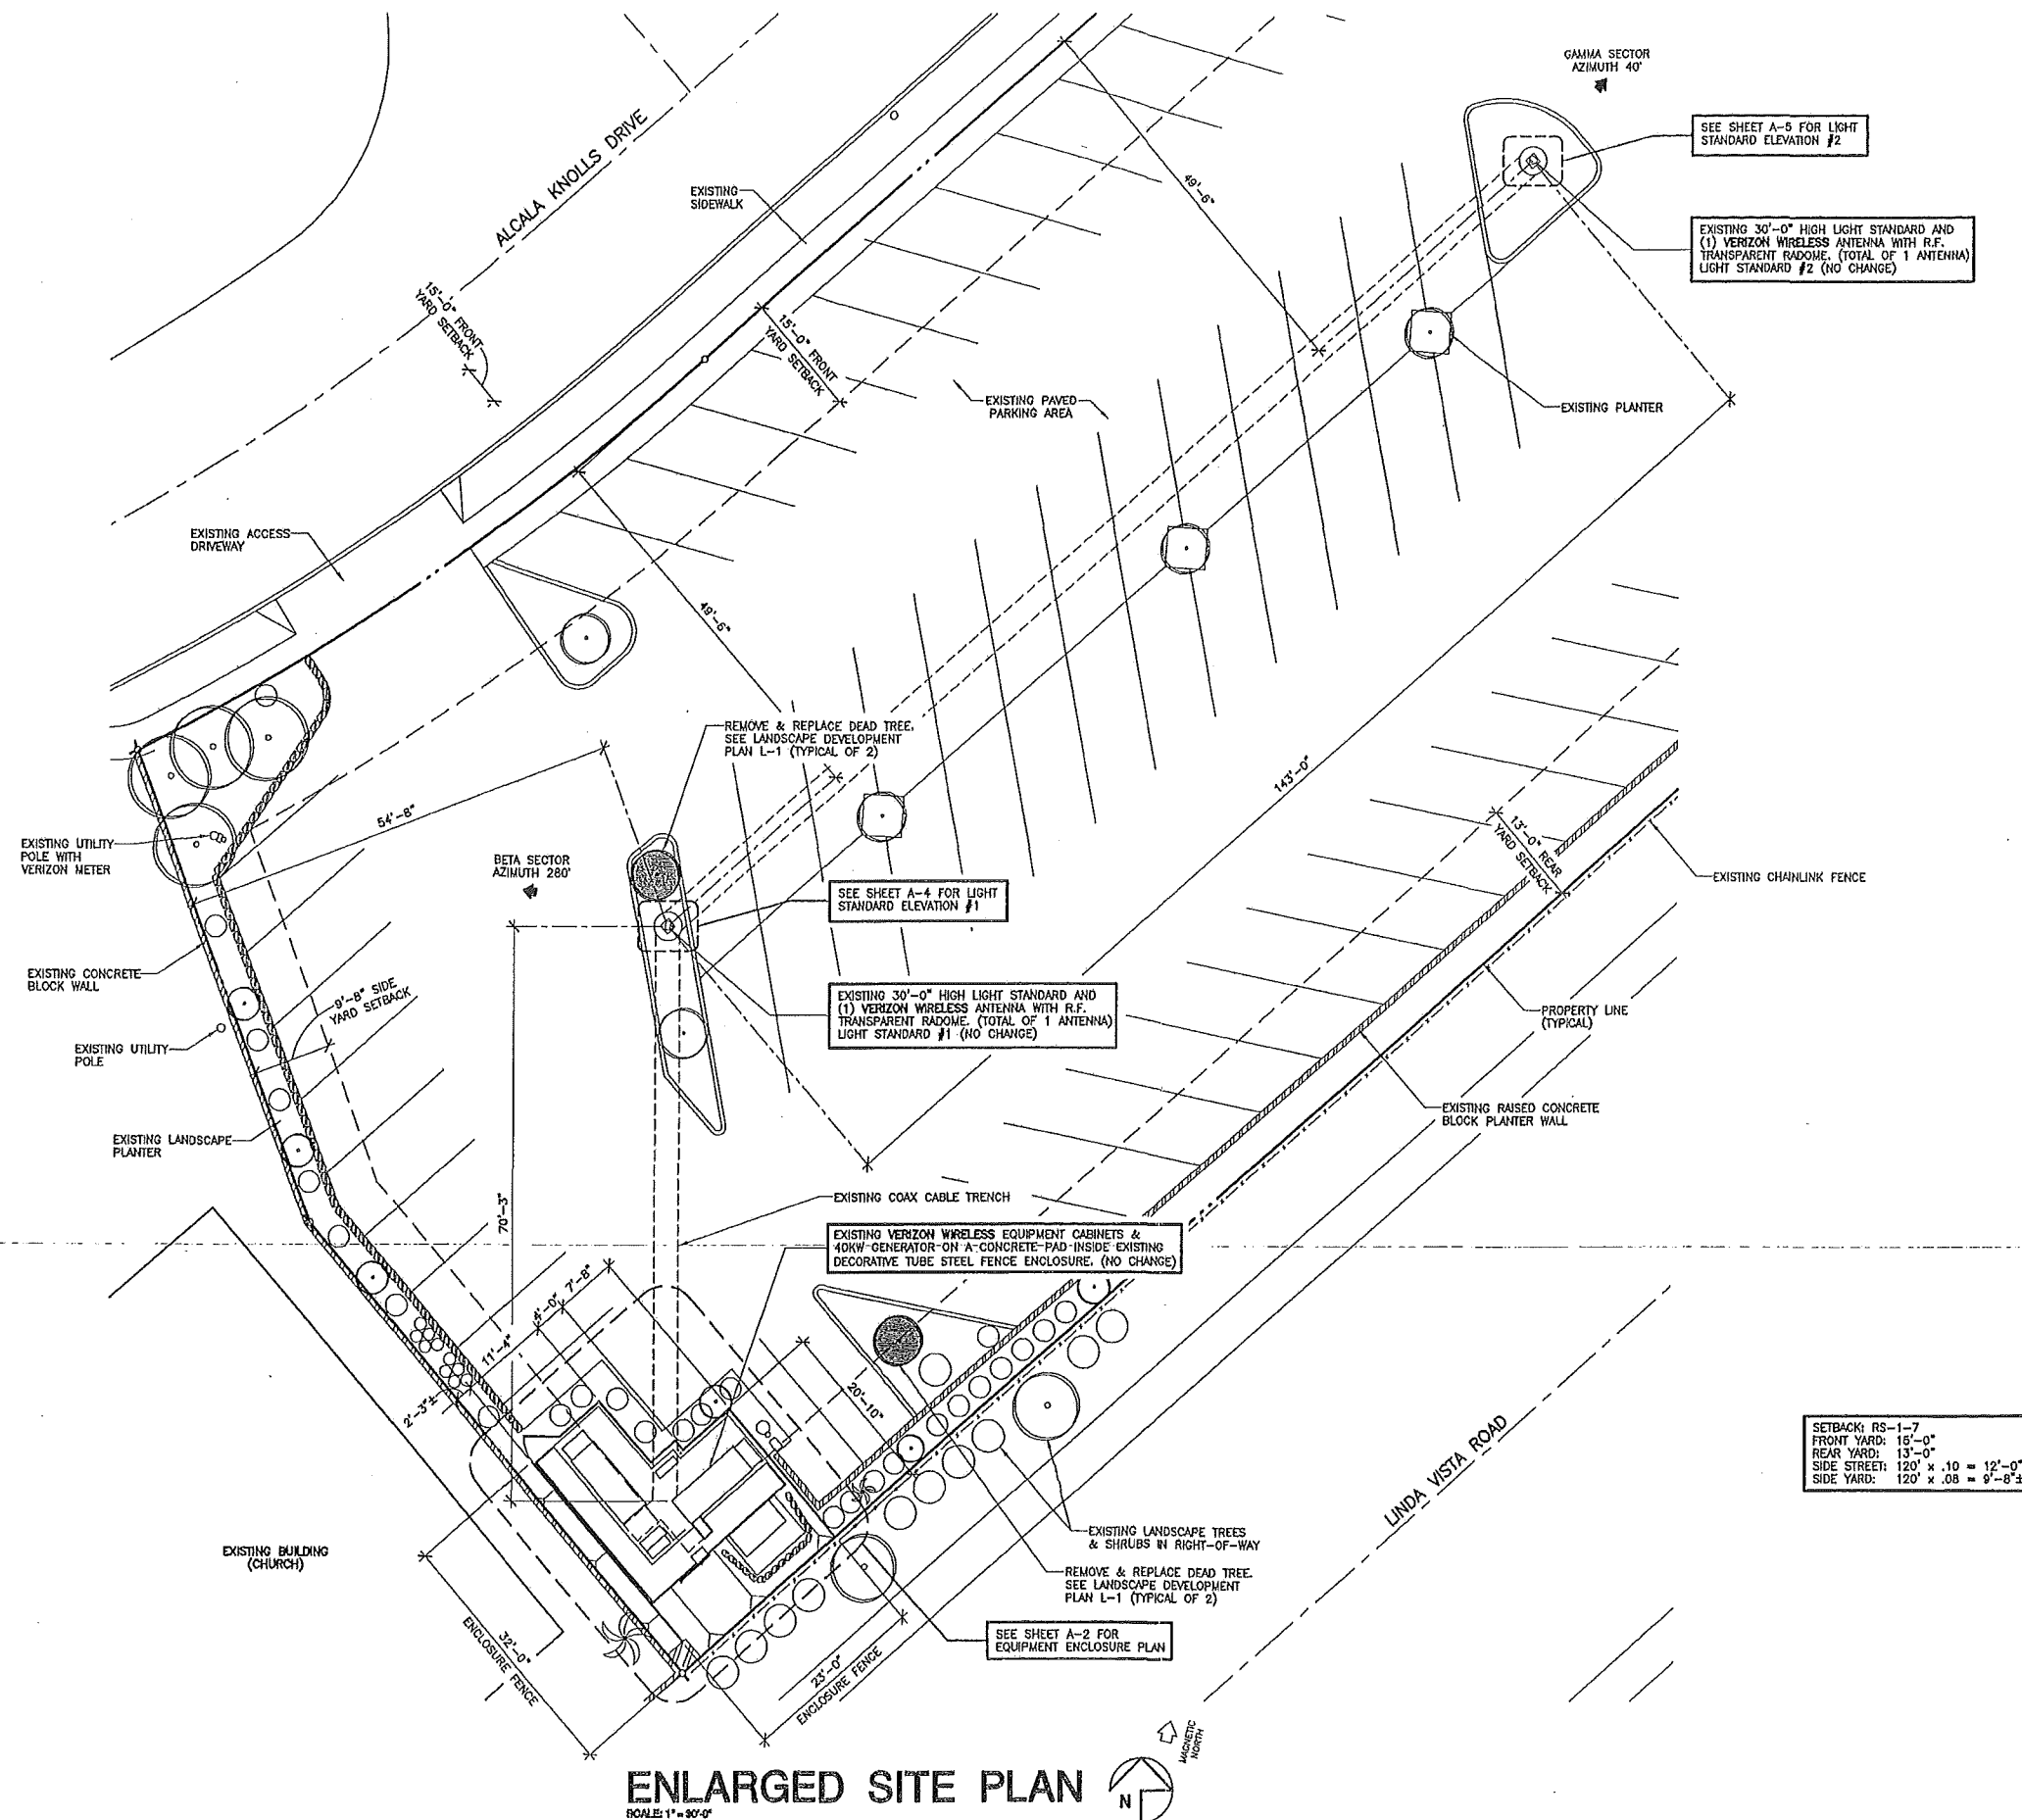 GAMMA SECTOR
AZIMUTH 40'
SEE SHEET A-5 FOR LIGHT
STANDARD ELEVATION #2
ALCALA KNOLLS DRIVE
EXISTING
SIDEWALK
49'-6"
EXISTING 30'-0" HIGH LIGHT STANDARD AND
(1) VERIZON WIRELESS ANTENNA WITH R.F.
TRANSPARENT RADOME. (TOTAL OF 1 ANTENNA)
LIGHT STANDARD #2 (NO CHANGE)
15'-0" FRONT
YARD SETBACK
15'-0" FRONT
YARD SETBACK
EXISTING PAVED
PARKING AREA
EXISTING PLANTER
EXISTING ACCESS
DRIVEWAY
49'-6"
REMOVE & REPLACE DEAD TREE.
SEE LANDSCAPE DEVELOPMENT
PLAN L-1 (TYPICAL OF 2)
143'-0"
54'-8"
EXISTING UTILITY
POLE WITH
VERIZON METER
BETA SECTOR
AZIMUTH 280'
13'-0" REAR
YARD SETBACK
EXISTING CHAINLINK FENCE
SEE SHEET A-4 FOR LIGHT
STANDARD ELEVATION #1
EXISTING CONCRETE
BLOCK WALL
9'-8" SIDE
YARD SETBACK
EXISTING 30'-0" HIGH LIGHT STANDARD AND
(1) VERIZON WIRELESS ANTENNA WITH R.F.
TRANSPARENT RADOME. (TOTAL OF 1 ANTENNA)
LIGHT STANDARD #1 (NO CHANGE)
PROPERTY LINE
(TYPICAL)
EXISTING UTILITY
POLE
EXISTING RAISED CONCRETE
BLOCK PLANTER WALL
EXISTING LANDSCAPE
PLANTER
70'-3"
EXISTING COAX CABLE TRENCH
EXISTING VERIZON WIRELESS EQUIPMENT CABINETS &
40KW GENERATOR ON A CONCRETE PAD INSIDE EXISTING
DECORATIVE TUBE STEEL FENCE ENCLOSURE. (NO CHANGE)
7'-8"
4'-0"
11'-4"
2'-3"±
20'-10"
LINDA VISTA ROAD
SETBACK: RS-1-7
FRONT YARD: 15'-0"
REAR YARD: 13'-0"
SIDE STREET: 120' x .10 = 12'-0"
SIDE YARD: 120' x .08 = 9'-8"±
EXISTING BUILDING
(CHURCH)
EXISTING LANDSCAPE TREES
& SHRUBS IN RIGHT-OF-WAY
REMOVE & REPLACE DEAD TREE.
SEE LANDSCAPE DEVELOPMENT
PLAN L-1 (TYPICAL OF 2)
SEE SHEET A-2 FOR
EQUIPMENT ENCLOSURE PLAN
32'-0"
ENCLOSURE FENCE
23'-0"
ENCLOSURE FENCE
MAGNETIC
NORTH
ENLARGED SITE PLAN
N
SCALE: 1" = 30'-0"